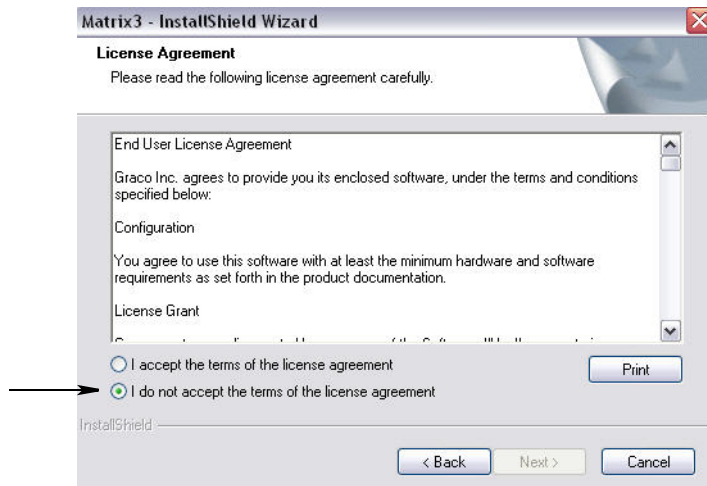 Matrix3 - InstallShield Wizard
License Agreement
Please read the following license agreement carefully.
End User License Agreement
Graco Inc. agrees to provide you its enclosed software, under the terms and conditions
specified below:
Configuration
You agree to use this software with at least the minimum hardware and software
requirements as set forth in the product documentation.
License Grant
I accept the terms of the license agreement
Print
I do not accept the terms of the license agreement
InstallShield
< Back Next > Cancel